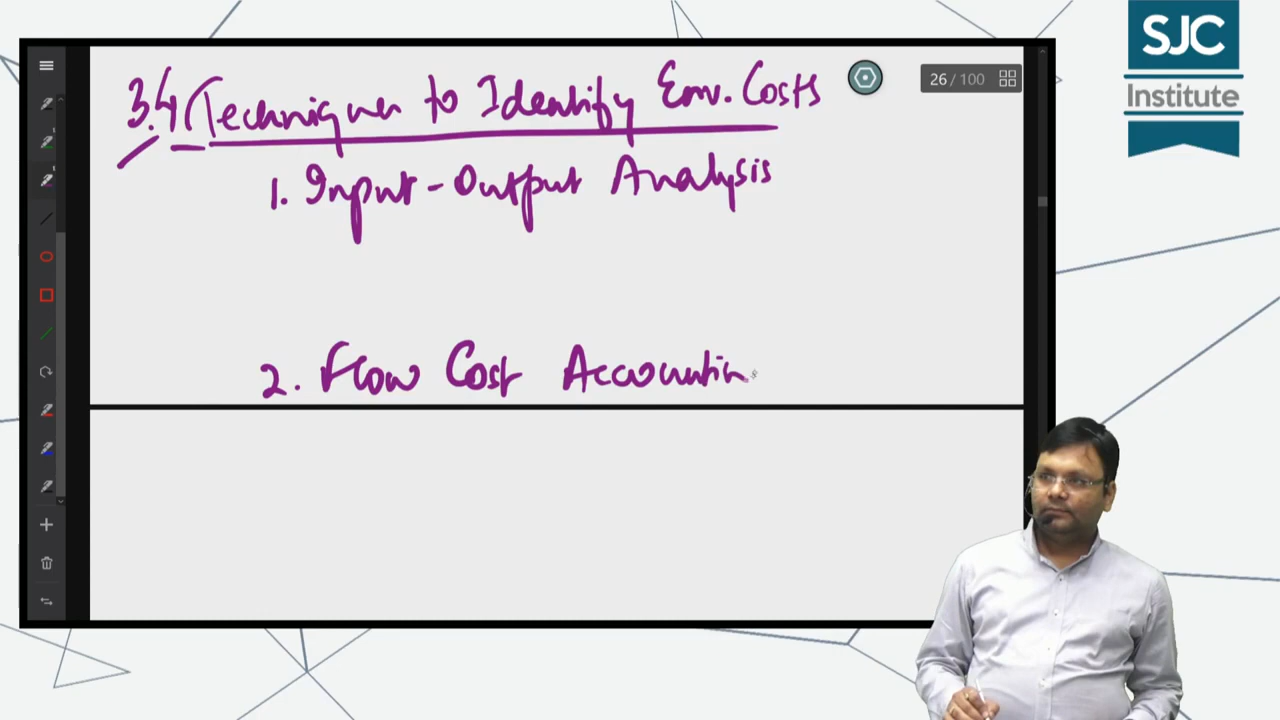 SJC
Institute
26 / 100
3.4 Techniques to Identify Env. Costs
1. Input - Output Analysis
2. Flow Cost Accountin